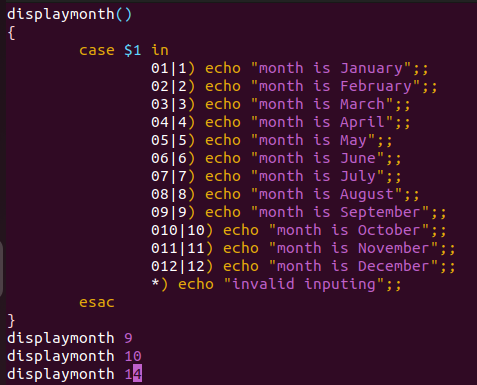 displaymonth()
{
        case $1 in
                01|1) echo "month is January";;
                02|2) echo "month is February";;
                03|3) echo "month is March";;
                04|4) echo "month is April";;
                05|5) echo "month is May";;
                06|6) echo "month is June";;
                07|7) echo "month is July";;
                08|8) echo "month is August";;
                09|9) echo "month is September";;
                010|10) echo "month is October";;
                011|11) echo "month is November";;
                012|12) echo "month is December";;
                *) echo "invalid inputing";;
        esac
}
displaymonth 9
displaymonth 10
displaymonth 14